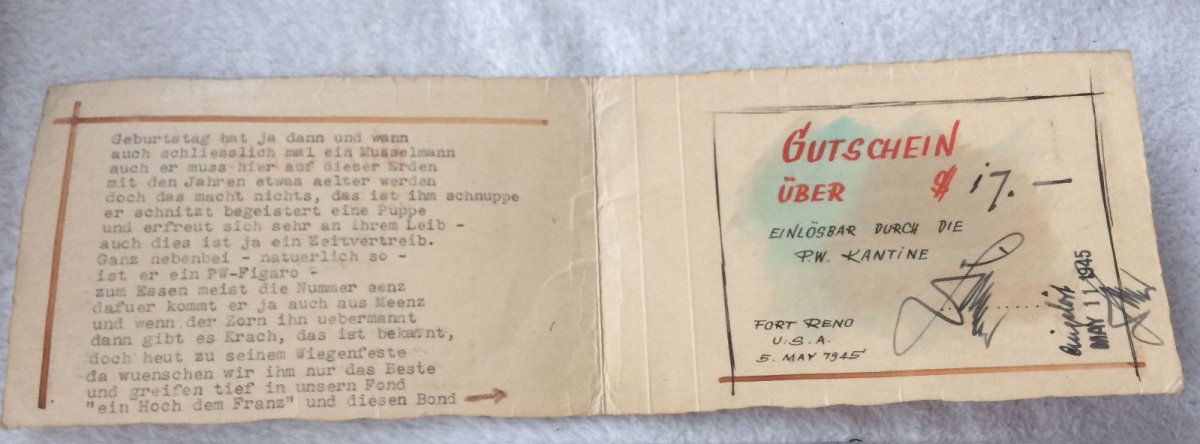 Geburtstag hat ja dann und wann
auch schliesslich mal ein Musselmann
auch er muss hier auf dieser Erden
mit den Jahren etwas aelter werden
doch das macht nichts, das ist ihm schnuppe
er schnitzt begeistert eine Puppe
und erfreut sich sehr an ihrem Leib -
auch dies ist ja ein Zeitvertreib.
Ganz nebenbei - natuerlich so -
ist er ein PW-Figaro -
zum Essen meist die Nummer eenz
dafuer kommt er ja auch aus Meenz
und wenn der Zorn ihn uebermannt
dann gibt es Krach, das ist bekannt,
doch heut zu seinem Wiegenfeste
da wuenschen wir ihm nur das Beste
und greifen tief in unsern Fond
"ein Hoch dem Franz" und diesen Bond →
GUTSCHEIN
ÜBER $ 17. —
EINLÖSBAR DURCH DIE
P.W. KANTINE
FORT RENO
U.S.A.
5. MAY 1945
eingelöst
MAY 11 1945